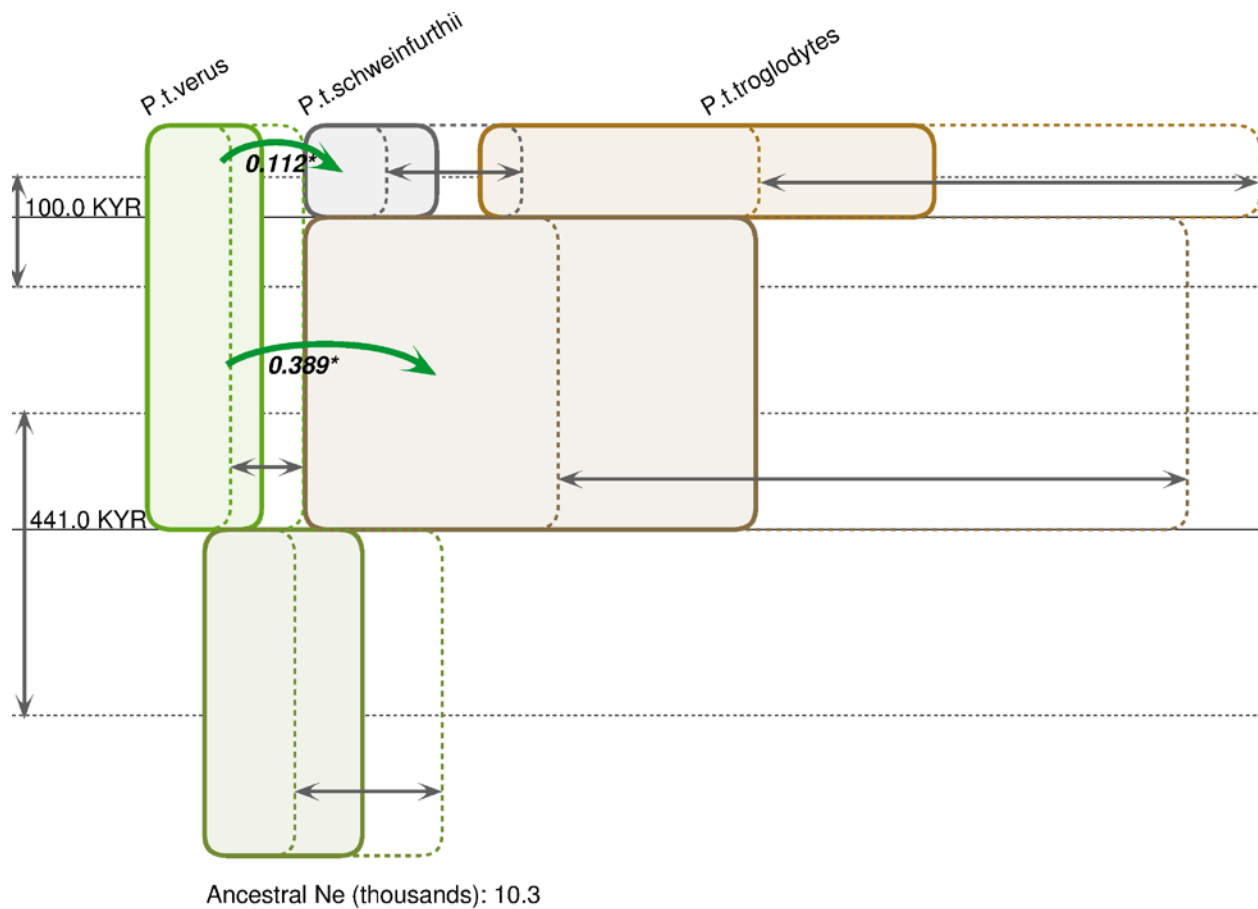 P.t.verus
P.t.schweinfurthii
P.t.troglodytes
0.112*
100.0 KYR
0.389*
441.0 KYR
Ancestral Ne (thousands): 10.3